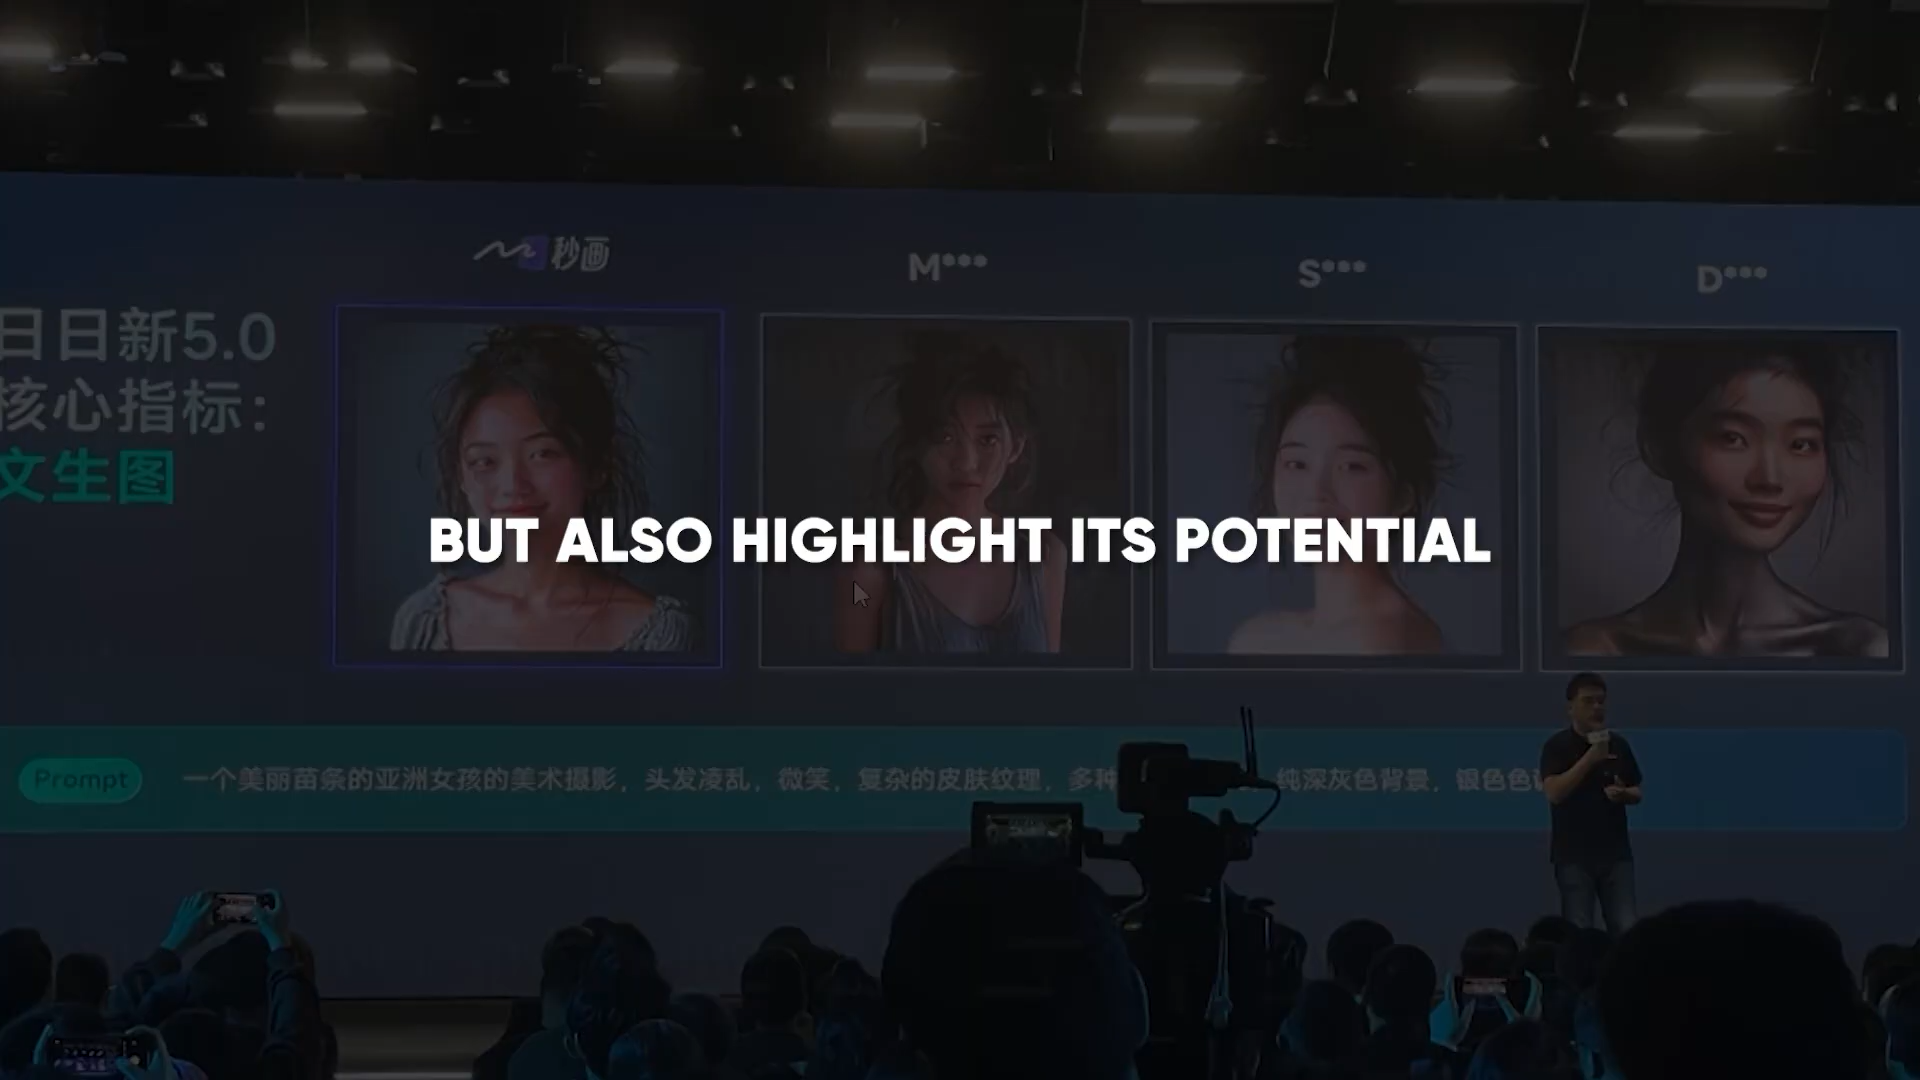 秒画
M***
S***
D***
日日新5.0
核心指标：
文生图
BUT ALSO HIGHLIGHT ITS POTENTIAL
Prompt
一个美丽苗条的亚洲女孩的美术摄影，头发凌乱，微笑，复杂的皮肤纹理，多种
纯深灰色背景，银色色